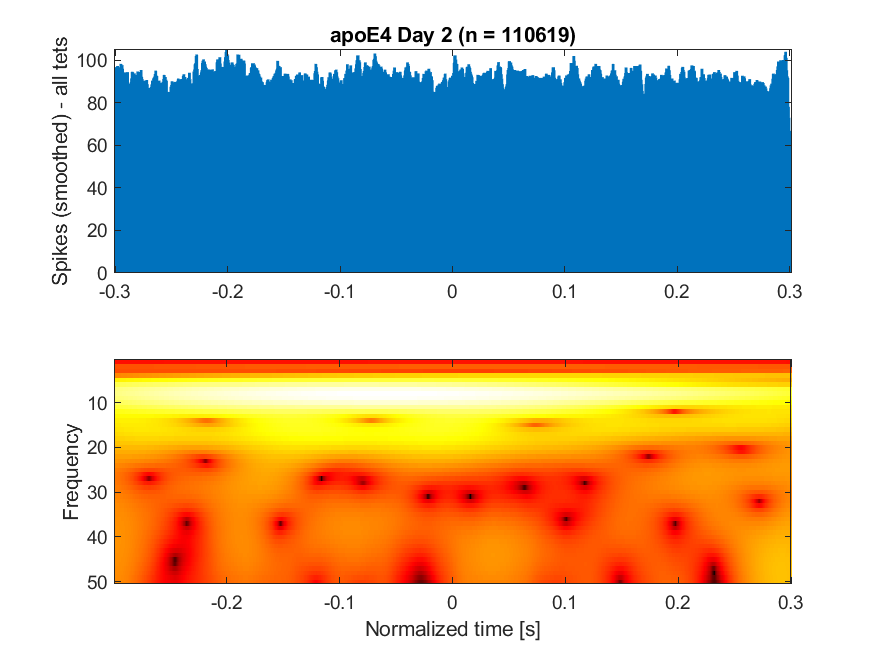 apoE4 Day 2 (n = 110619)
Spikes (smoothed) - all tets
100
80
60
40
20
0
-0.3 -0.2 -0.1 0 0.1 0.2 0.3
Frequency
10
20
30
40
50
-0.2 -0.1 0 0.1 0.2 0.3
Normalized time [s]